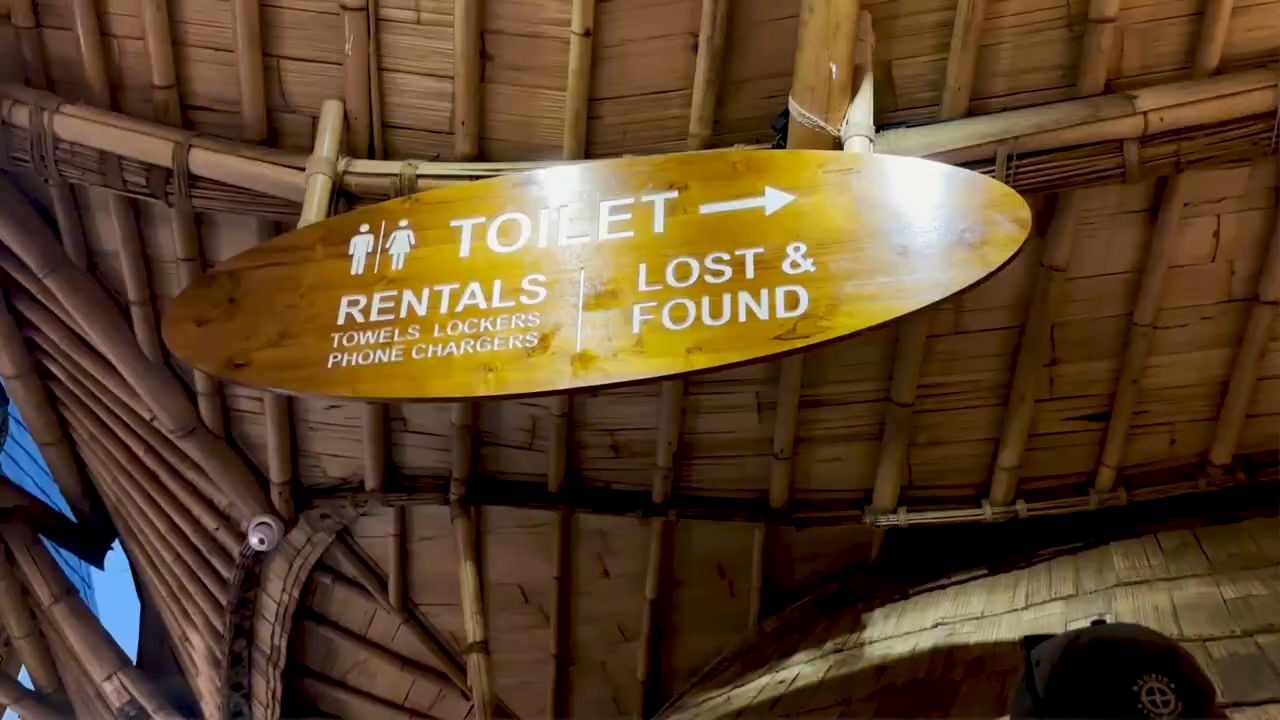 TOILET
RENTALS
TOWELS LOCKERS
PHONE CHARGERS
LOST &
FOUND